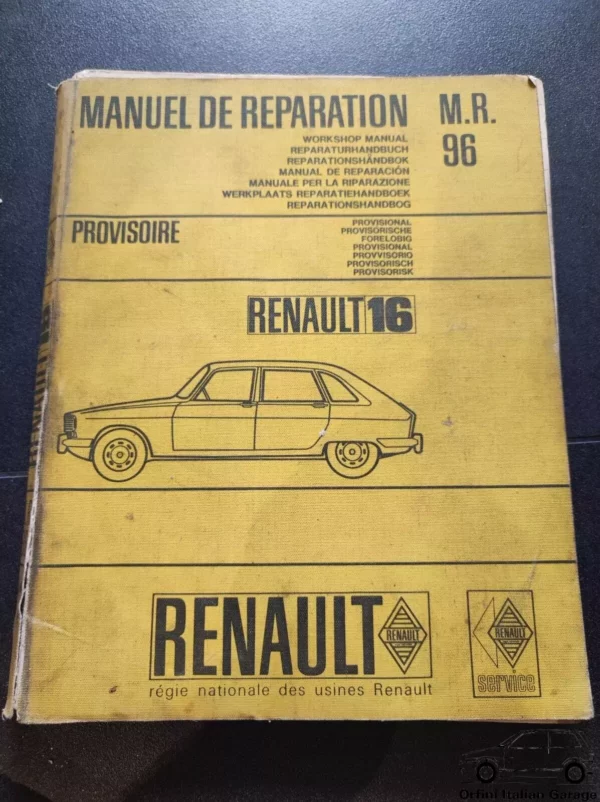 MANUEL DE REPARATION
M.R.
96
WORKSHOP MANUAL
REPARATURHANDBUCH
REPARATIONSHÅNDBOK
MANUAL DE REPARACIÓN
MANUALE PER LA RIPARAZIONE
WERKPLAATS REPARATIEHANDBOEK
REPARATIONSHANDBOG
PROVISOIRE
PROVISIONAL
PROVISORISCHE
FORELOBIG
PROVISIONAL
PROVVISORIO
PROVISORISCH
PROVISORISK
RENAULT 16
RENAULT
RENAULT
régie nationale des usines Renault
RENAULT
service
Orfini Italian Garage